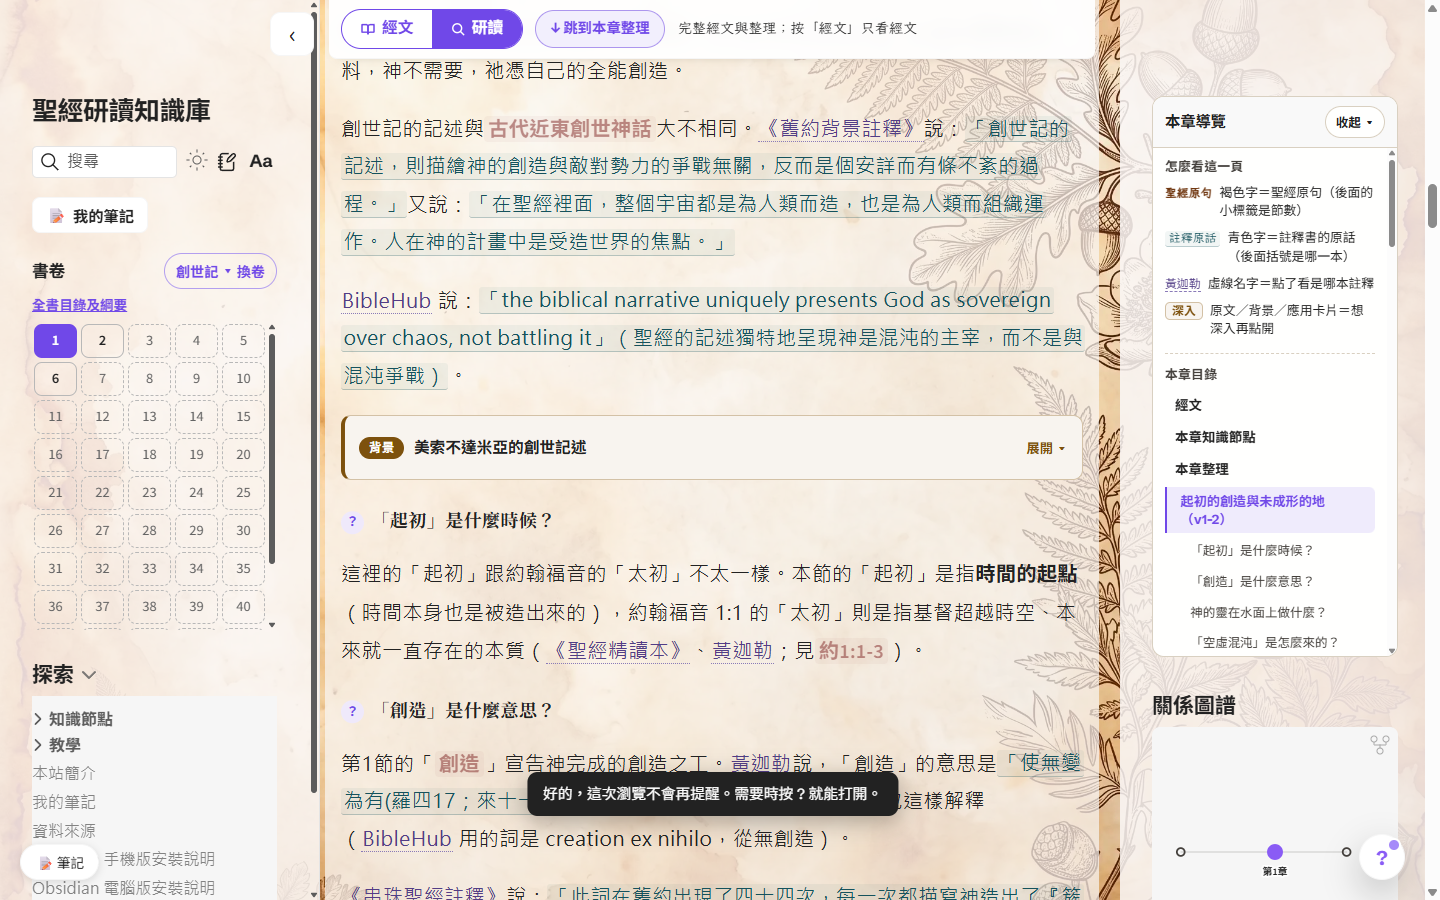 聖經研讀知識庫
搜尋
Aa
我的筆記
書卷
創世記 換卷
全書目錄及綱要
1 2 3 4 5
6 7 8 9 10
11 12 13 14 15
16 17 18 19 20
21 22 23 24 25
26 27 28 29 30
31 32 33 34 35
36 37 38 39 40
探索
知識節點
教學
本站簡介
我的筆記
資料來源
手機版安裝說明
Obsidian 電腦版安裝說明
筆記
經文
研讀
↓跳到本章整理
完整經文與整理；按「經文」只看經文
料，神不需要，祂憑自己的全能創造。
創世記的記述與 古代近東創世神話 大不相同。《舊約背景註釋》說：「創世記的
記述，則描繪神的創造與敵對勢力的爭戰無關，反而是個安詳而有條不紊的過
程。」又說：「在聖經裡面，整個宇宙都是為人類而造，也是為人類而組織運
作。人在神的計畫中是受造世界的焦點。」
BibleHub 說：「the biblical narrative uniquely presents God as sovereign
over chaos, not battling it」（聖經的記述獨特地呈現神是混沌的主宰，而不是與
混沌爭戰）。
背景 美索不達米亞的創世記述
展開
? 「起初」是什麼時候？
這裡的「起初」跟約翰福音的「太初」不太一樣。本節的「起初」是指時間的起點
（時間本身也是被造出來的），約翰福音 1:1 的「太初」則是指基督超越時空、本
來就一直存在的本質（《聖經精讀本》、黃迦勒；見 約1:1-3 ）。
? 「創造」是什麼意思？
第1節的「 創造 」宣告神完成的創造之工。黃迦勒說，「創造」的意思是「使無變
為有(羅四17；來十一
這樣解釋
（BibleHub 用的詞是 creation ex nihilo，從無創造）。
《串珠聖經註釋》說：「此詞在舊約出現了四十四次，每一次都描寫神造出了『簇
好的，這次瀏覽不會再提醒。需要時按？就能打開。
本章導覽
收起
怎麼看這一頁
聖經原句 褐色字＝聖經原句（後面的
小標籤是節數）
註釋原話 青色字＝註釋書的原話
（後面括號是哪一本）
黃迦勒 虛線名字＝點了看是哪本註釋
深入 原文／背景／應用卡片＝想
深入再點開
本章目錄
經文
本章知識節點
本章整理
起初的創造與未成形的地
（v1-2）
「起初」是什麼時候？
「創造」是什麼意思？
神的靈在水面上做什麼？
「空虛混沌」是怎麼來的？
關係圖譜
第1章
?